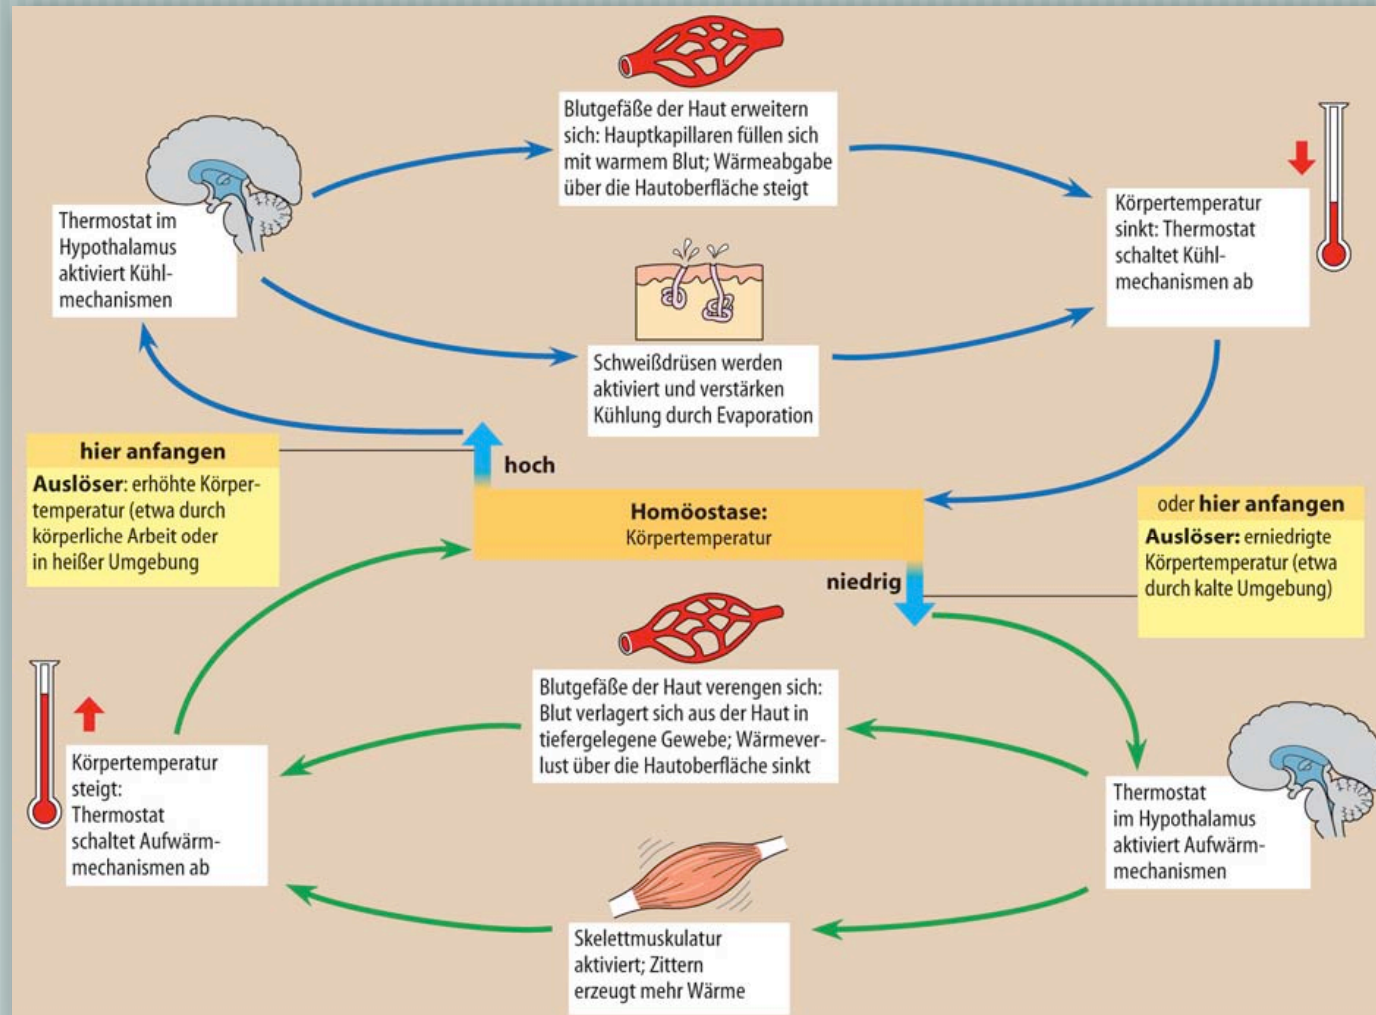 Blutgefäße der Haut erweitern
sich: Hauptkapillaren füllen sich
mit warmem Blut; Wärmeabgabe
über die Hautoberfläche steigt
Thermostat im
Hypothalamus
aktiviert Kühl-
mechanismen
Körpertemperatur
sinkt: Thermostat
schaltet Kühl-
mechanismen ab
Schweißdrüsen werden
aktiviert und verstärken
Kühlung durch Evaporation
hier anfangen
Auslöser: erhöhte Körper-
temperatur (etwa durch
körperliche Arbeit oder
in heißer Umgebung
hoch
Homöostase:
Körpertemperatur
niedrig
oder hier anfangen
Auslöser: erniedrigte
Körpertemperatur (etwa
durch kalte Umgebung)
Blutgefäße der Haut verengen sich:
Blut verlagert sich aus der Haut in
tiefergelegene Gewebe; Wärmever-
lust über die Hautoberfläche sinkt
Körpertemperatur
steigt:
Thermostat
schaltet Aufwärm-
mechanismen ab
Thermostat
im Hypothalamus
aktiviert Aufwärm-
mechanismen
Skelettmuskulatur
aktiviert; Zittern
erzeugt mehr Wärme